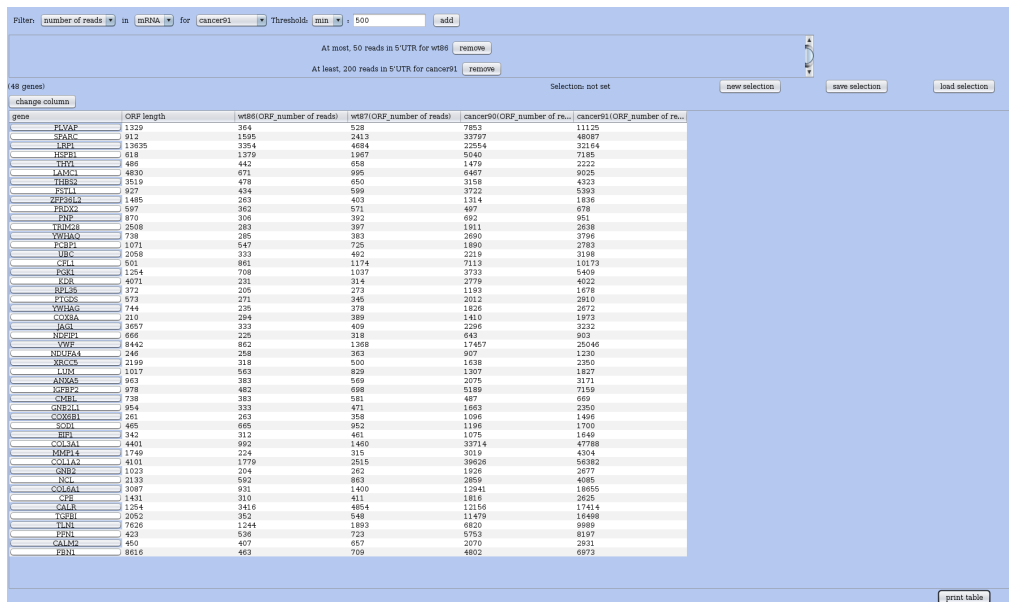 Filter: number of reads in mRNA for cancer91 Threshold: min : 500 add
At most, 50 reads in 5'UTR for wt86 remove
At least, 200 reads in 5'UTR for cancer91 remove
(48 genes) Selection: not set new selection save selection load selection
change column
gene ORF length wt86(ORF_number of reads) wt87(ORF_number of reads) cancer90(ORF_number of re... cancer91(ORF_number of re...
PLVAP 1329 364 528 7853 11125
SPARC 912 1595 2413 33797 48087
LRP1 13635 3354 4684 22554 32164
HSPB1 618 1379 1967 5040 7185
THY1 486 442 658 1479 2222
LAMC1 4830 671 995 6467 9025
THBS2 3519 478 650 3158 4323
FSTL1 927 434 599 3722 5393
ZFP36L2 1485 263 403 1314 1836
PRDX2 597 362 571 497 678
PNP 870 306 392 692 951
TRIM28 2508 283 397 1911 2638
YWHAQ 738 285 383 2690 3796
PCBP1 1071 547 725 1890 2783
UBC 2058 333 492 2219 3198
CFL1 501 861 1174 7113 10173
PGK1 1254 708 1037 3733 5409
KDR 4071 231 314 2779 4022
RPL35 372 205 273 1193 1678
PTGDS 573 271 345 2012 2910
YWHAG 744 235 378 1826 2672
COX8A 210 294 389 1410 1973
JAG1 3657 333 409 2296 3232
NDFIP1 666 225 318 643 903
VWF 8442 862 1368 17457 25046
NDUFA4 246 258 363 907 1230
XRCC5 2199 318 500 1638 2350
LUM 1017 563 829 1307 1827
ANXA5 963 383 569 2075 3171
IGFBP2 978 482 698 5189 7159
CMBL 738 383 581 487 669
GNB2L1 954 333 471 1663 2350
COX6B1 261 263 358 1096 1496
SOD1 465 665 952 1196 1700
EIF1 342 312 461 1075 1649
COL3A1 4401 992 1460 33714 47788
MMP14 1749 224 315 3019 4304
COL1A2 4101 1779 2515 39626 56382
GNB2 1023 204 262 1926 2677
NCL 2133 592 863 2859 4085
COL6A1 3087 931 1400 12941 18655
CPE 1431 310 411 1816 2625
CALR 1254 3416 4854 12156 17414
TGFBI 2052 352 548 11479 16498
TLN1 7626 1244 1893 6820 9989
PFN1 423 536 723 5753 8197
CALM2 450 407 657 2070 2931
FBN1 8616 463 709 4802 6973
print table